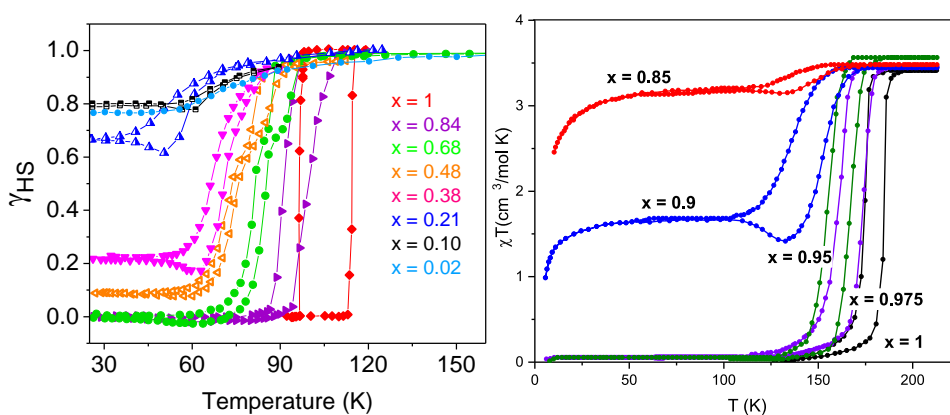 γHS
1.0
0.8
0.6
0.4
0.2
0.0
30
60
90
120
150
Temperature (K)
x = 1
x = 0.84
x = 0.68
x = 0.48
x = 0.38
x = 0.21
x = 0.10
x = 0.02
χT(cm³/mol K)
4
3
2
1
0
0
50
100
150
200
T (K)
x = 0.85
x = 0.9
x = 0.95
x = 0.975
x = 1